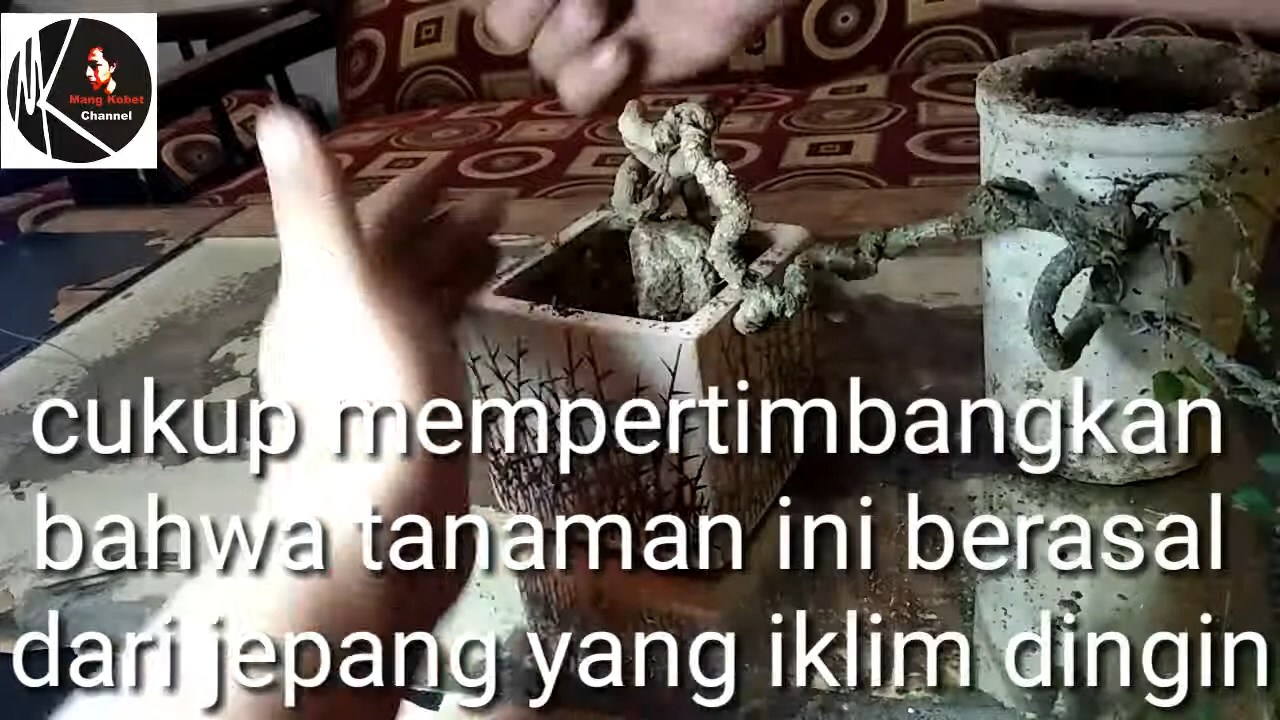 Mang Kobet
Channel
cukup mempertimbangkan
bahwa tanaman ini berasal
dari jepang yang iklim dingin